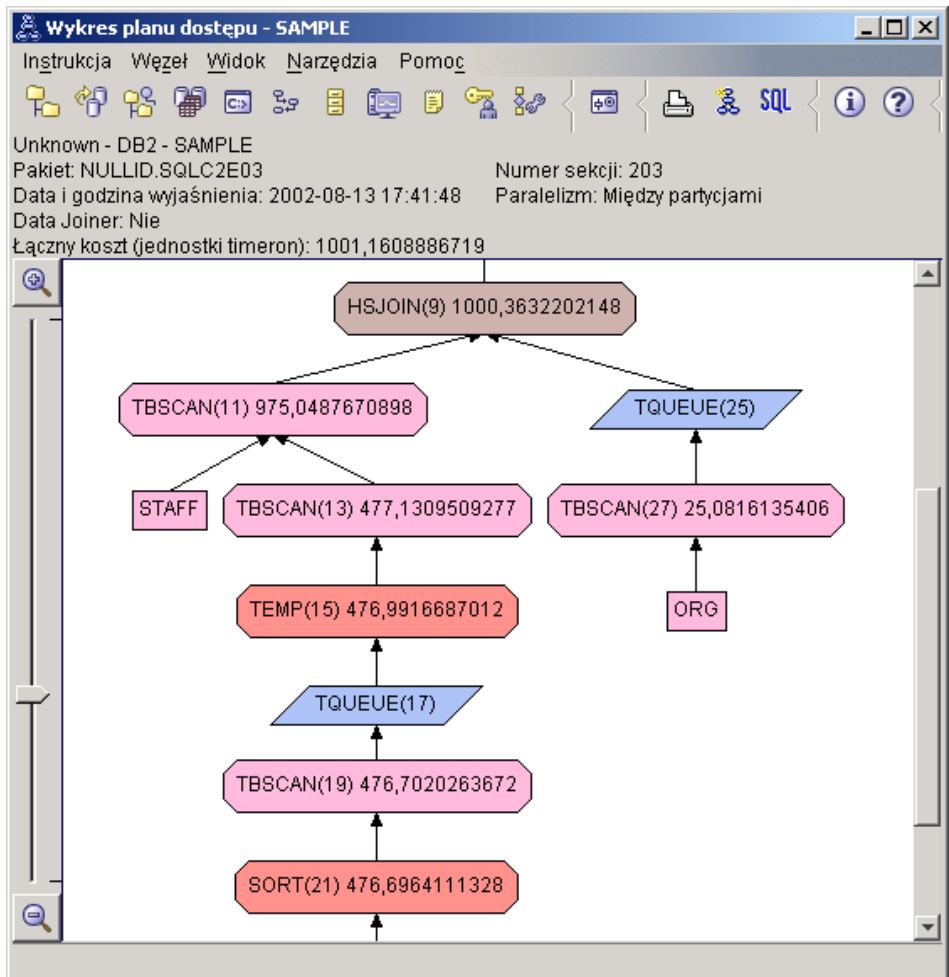 Wykres planu dostępu - SAMPLE
Instrukcja Węzeł Widok Narzędzia Pomoc
C:\> SQL
Unknown - DB2 - SAMPLE
Pakiet: NULLID.SQLC2E03 Numer sekcji: 203
Data i godzina wyjaśnienia: 2002-08-13 17:41:48 Paralelizm: Między partycjami
Data Joiner: Nie
Łączny koszt (jednostki timeron): 1001,1608886719
HSJOIN(9) 1000,3632202148
TBSCAN(11) 975,0487670898 TQUEUE(25)
STAFF TBSCAN(13) 477,1309509277 TBSCAN(27) 25,0816135406
TEMP(15) 476,9916687012 ORG
TQUEUE(17)
TBSCAN(19) 476,7020263672
SORT(21) 476,6964111328